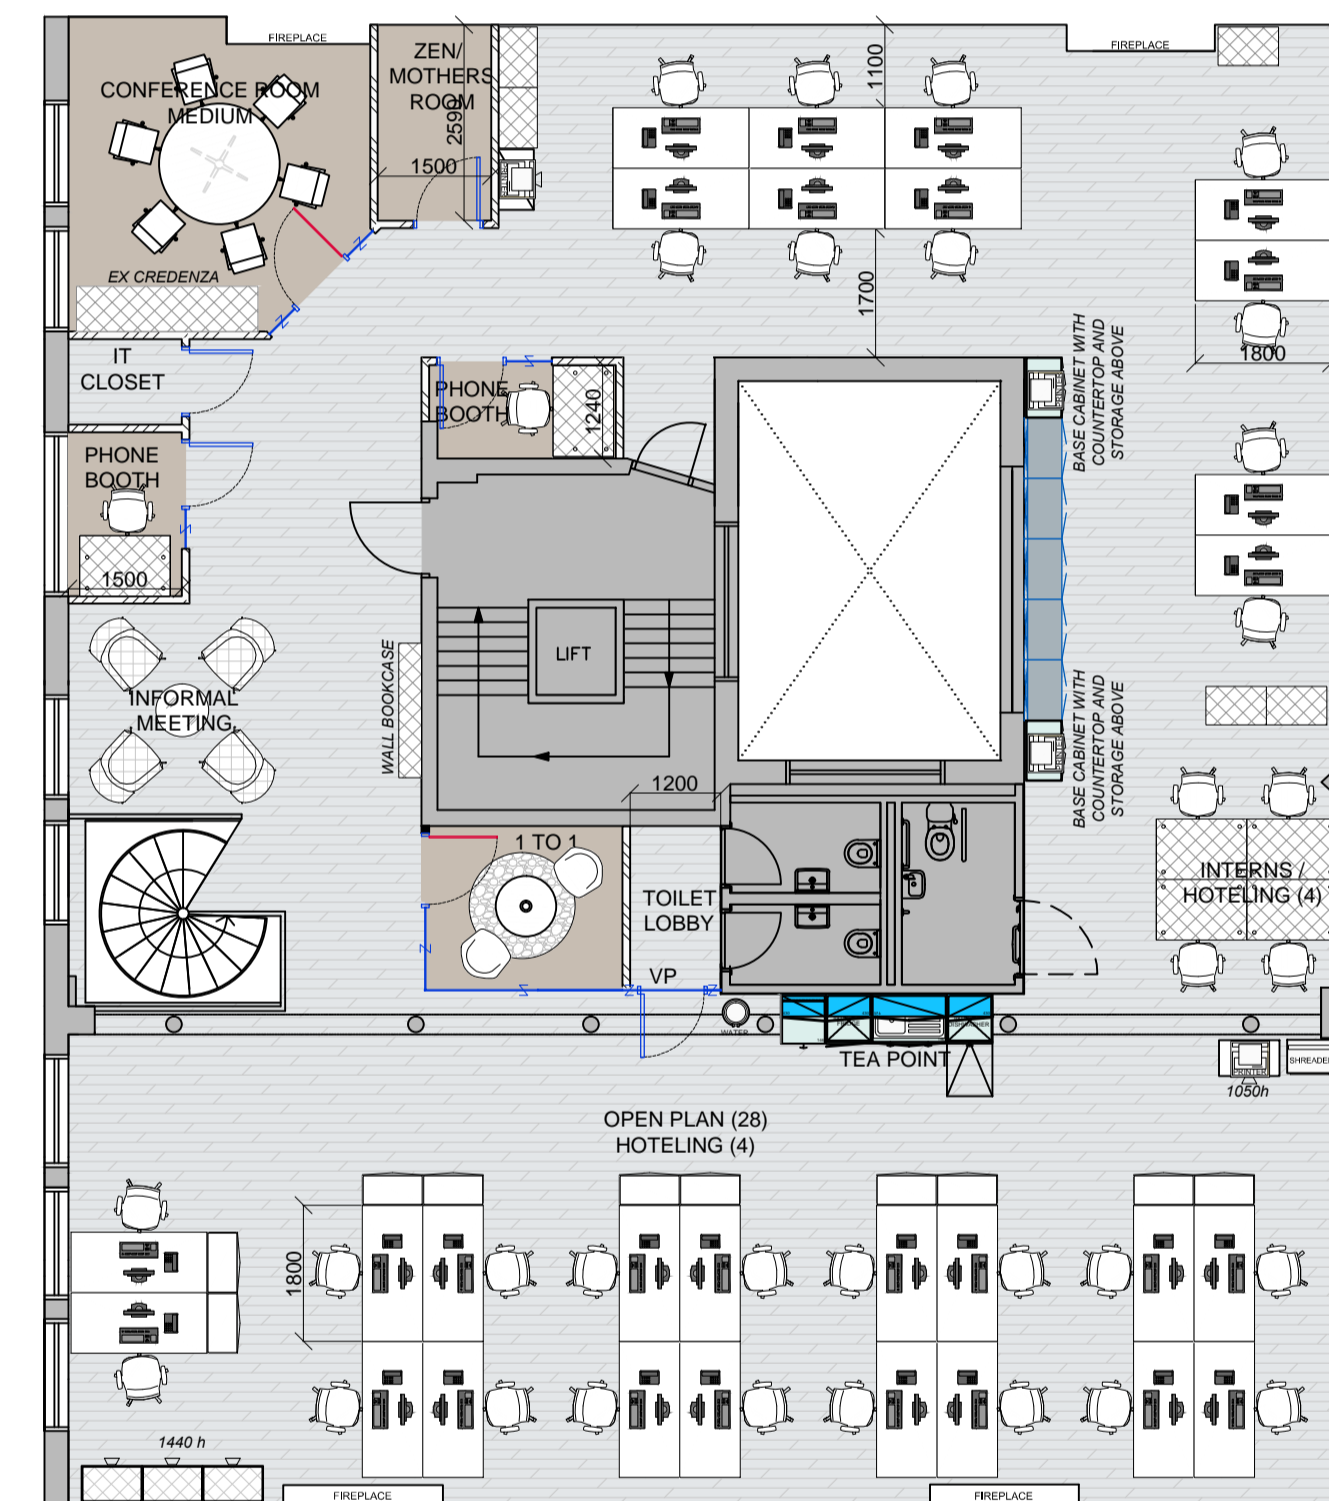 FIREPLACE
FIREPLACE
CONFERENCE ROOM
MEDIUM
ZEN/
MOTHERS
ROOM
2590
1500
1100
1700
EX CREDENZA
IT
CLOSET
PHONE
BOOTH
1240
PHONE
BOOTH
1500
1800
BASE CABINET WITH
COUNTERTOP AND
STORAGE ABOVE
PRINTER
INFORMAL
MEETING
WALL BOOKCASE
LIFT
BASE CABINET WITH
COUNTERTOP AND
STORAGE ABOVE
PRINTER
1200
1 TO 1
TOILET
LOBBY
VP
INTERNS /
HOTELING (4)
WATER
TEA POINT
PRINTER
1050h
OPEN PLAN (28)
HOTELING (4)
1800
1440 h
FIREPLACE
FIREPLACE